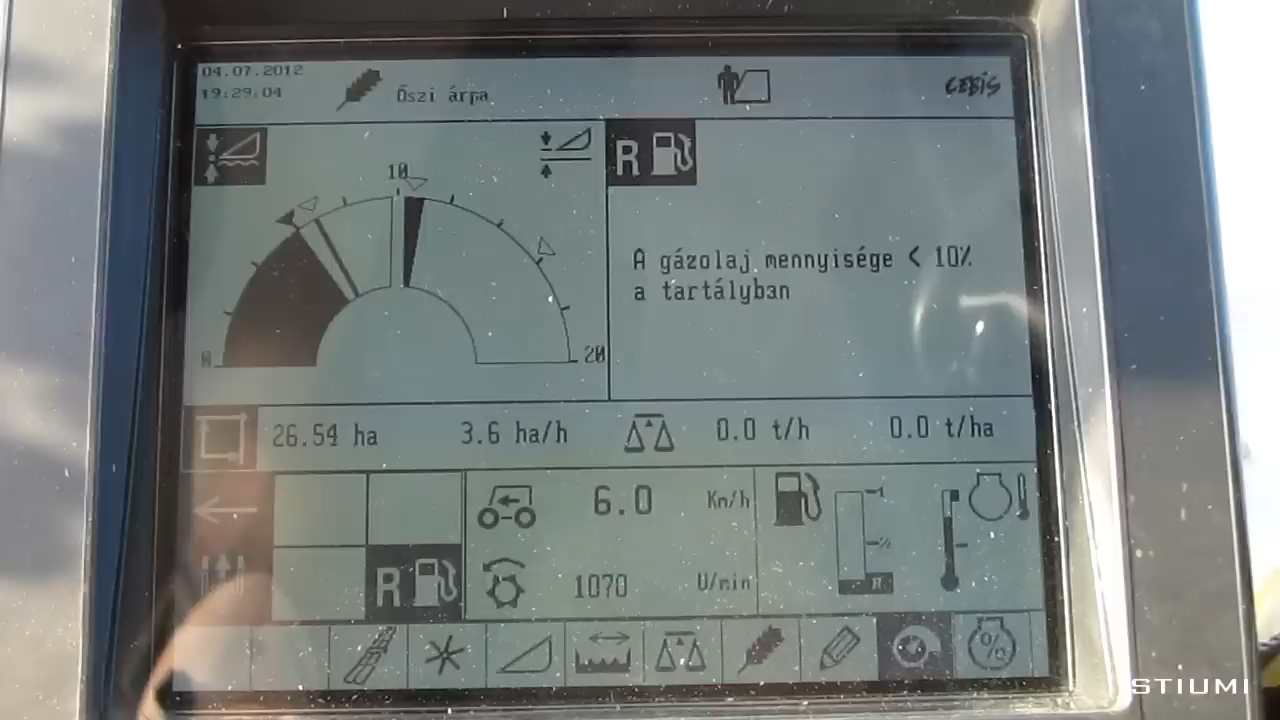 04.07.2012
19:29:04
Őszi árpa
CEBIS
10
0
20
R
A gázolaj mennyisége < 10%
a tartályban
26.54 ha
3.6 ha/h
0.0 t/h
0.0 t/ha
6.0 Km/h
1
½
R
R
1070 U/min
%
STIUMI